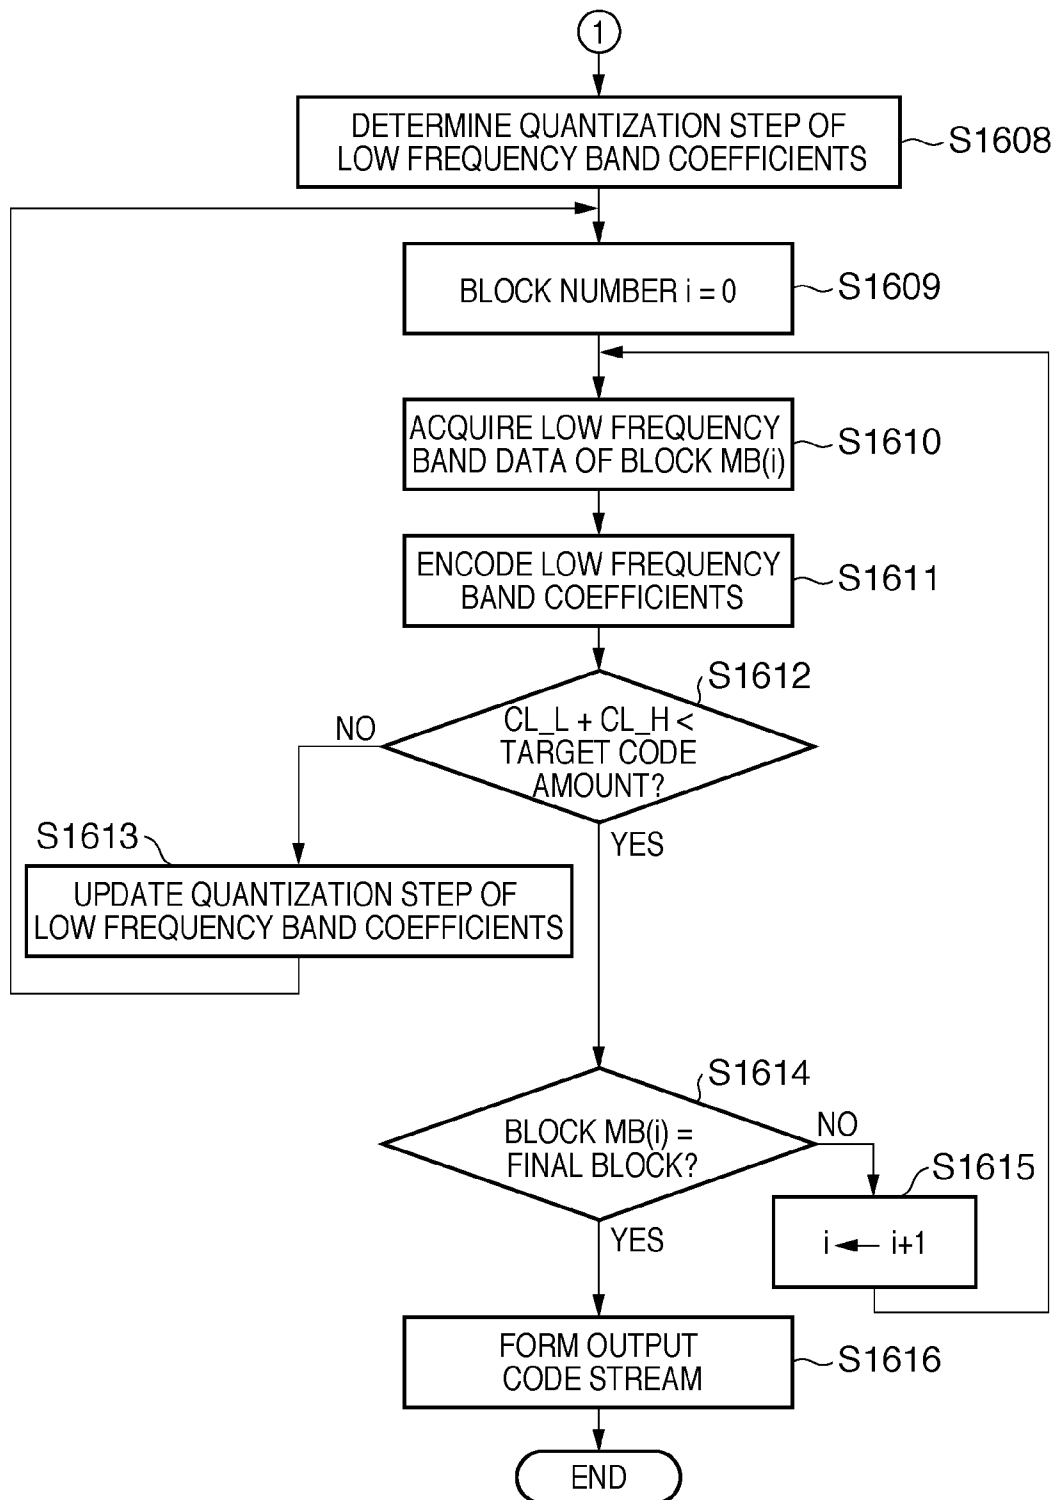 1
DETERMINE QUANTIZATION STEP OF
LOW FREQUENCY BAND COEFFICIENTS
S1608
BLOCK NUMBER i = 0
S1609
ACQUIRE LOW FREQUENCY
BAND DATA OF BLOCK MB(i)
S1610
ENCODE LOW FREQUENCY
BAND COEFFICIENTS
S1611
S1612
CL_L + CL_H <
TARGET CODE
AMOUNT?
NO
YES
S1613
UPDATE QUANTIZATION STEP OF
LOW FREQUENCY BAND COEFFICIENTS
S1614
BLOCK MB(i) =
FINAL BLOCK?
NO
YES
S1615
i ← i+1
FORM OUTPUT
CODE STREAM
S1616
END